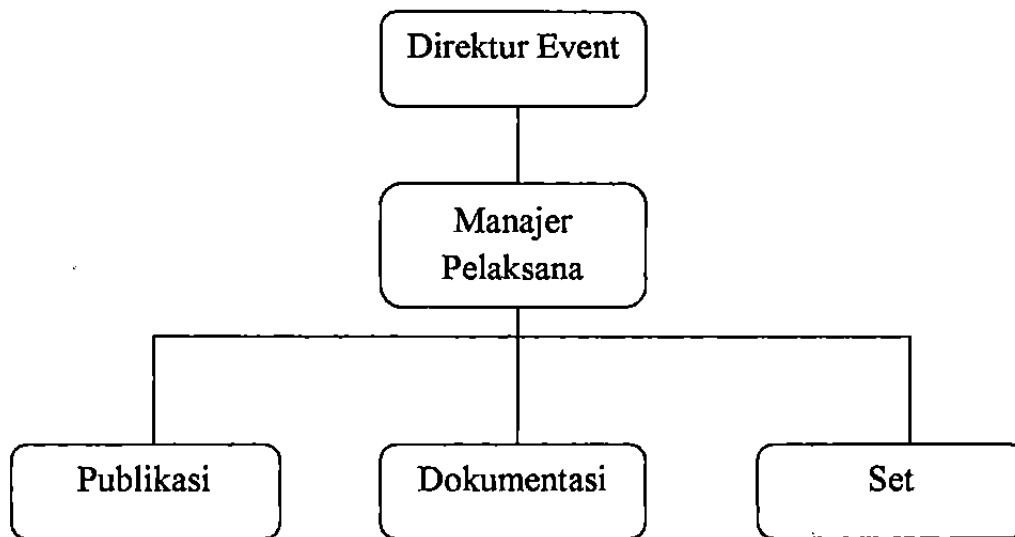 Direktur Event
Manajer
Pelaksana
Publikasi
Dokumentasi
Set